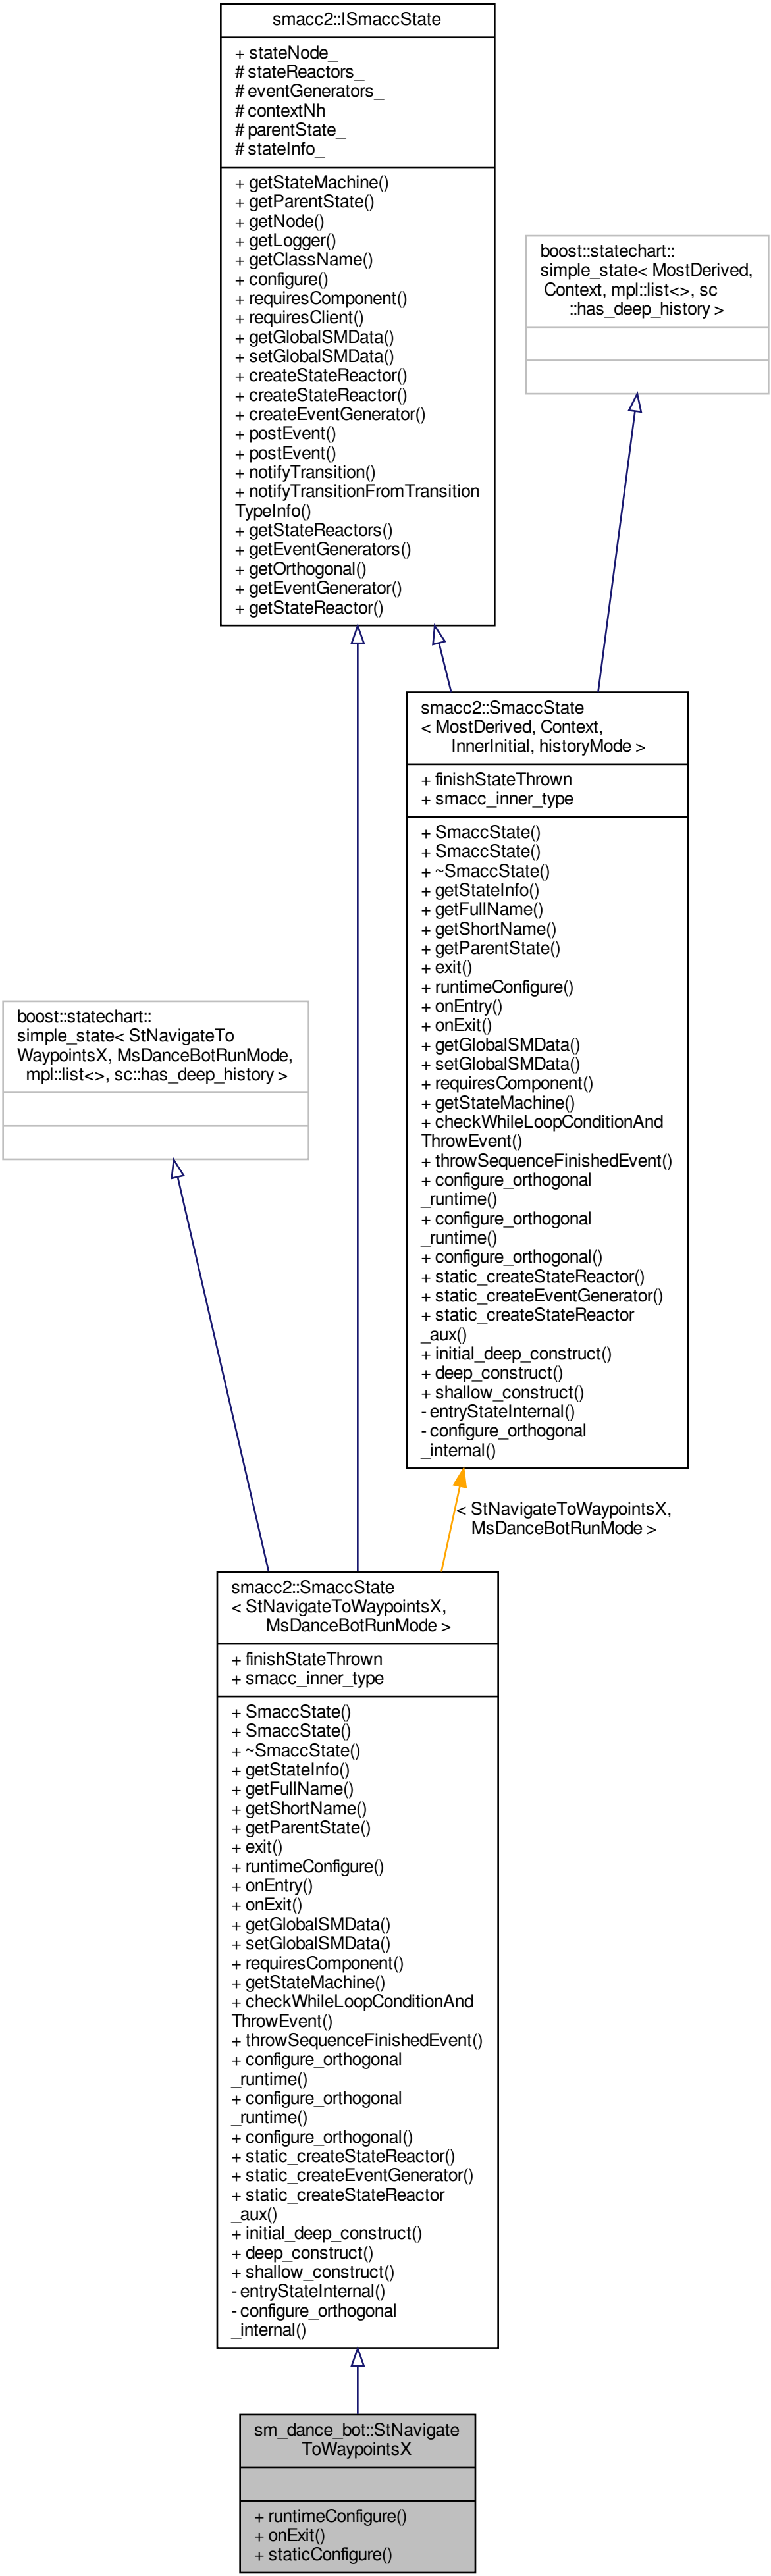 smacc2::ISmaccState
+ stateNode_
# stateReactors_
# eventGenerators_
# contextNh
# parentState_
# stateInfo_
+ getStateMachine()
+ getParentState()
+ getNode()
+ getLogger()
+ getClassName()
+ configure()
+ requiresComponent()
+ requiresClient()
+ getGlobalSMData()
+ setGlobalSMData()
+ createStateReactor()
+ createStateReactor()
+ createEventGenerator()
+ postEvent()
+ postEvent()
+ notifyTransition()
+ notifyTransitionFromTransition
TypeInfo()
+ getStateReactors()
+ getEventGenerators()
+ getOrthogonal()
+ getEventGenerator()
+ getStateReactor()
boost::statechart::
simple_state< MostDerived,
Context, mpl::list<>, sc
::has_deep_history >
smacc2::SmaccState
< MostDerived, Context,
InnerInitial, historyMode >
+ finishStateThrown
+ smacc_inner_type
+ SmaccState()
+ SmaccState()
+ ~SmaccState()
+ getStateInfo()
+ getFullName()
+ getShortName()
+ getParentState()
+ exit()
+ runtimeConfigure()
+ onEntry()
+ onExit()
+ getGlobalSMData()
+ setGlobalSMData()
+ requiresComponent()
+ getStateMachine()
+ checkWhileLoopConditionAnd
ThrowEvent()
+ throwSequenceFinishedEvent()
+ configure_orthogonal
_runtime()
+ configure_orthogonal
_runtime()
+ configure_orthogonal()
+ static_createStateReactor()
+ static_createEventGenerator()
+ static_createStateReactor
_aux()
+ initial_deep_construct()
+ deep_construct()
+ shallow_construct()
- entryStateInternal()
- configure_orthogonal
_internal()
boost::statechart::
simple_state< StNavigateTo
WaypointsX, MsDanceBotRunMode,
mpl::list<>, sc::has_deep_history >
< StNavigateToWaypointsX,
MsDanceBotRunMode >
smacc2::SmaccState
< StNavigateToWaypointsX,
MsDanceBotRunMode >
+ finishStateThrown
+ smacc_inner_type
+ SmaccState()
+ SmaccState()
+ ~SmaccState()
+ getStateInfo()
+ getFullName()
+ getShortName()
+ getParentState()
+ exit()
+ runtimeConfigure()
+ onEntry()
+ onExit()
+ getGlobalSMData()
+ setGlobalSMData()
+ requiresComponent()
+ getStateMachine()
+ checkWhileLoopConditionAnd
ThrowEvent()
+ throwSequenceFinishedEvent()
+ configure_orthogonal
_runtime()
+ configure_orthogonal
_runtime()
+ configure_orthogonal()
+ static_createStateReactor()
+ static_createEventGenerator()
+ static_createStateReactor
_aux()
+ initial_deep_construct()
+ deep_construct()
+ shallow_construct()
- entryStateInternal()
- configure_orthogonal
_internal()
sm_dance_bot::StNavigate
ToWaypointsX
+ runtimeConfigure()
+ onExit()
+ staticConfigure()